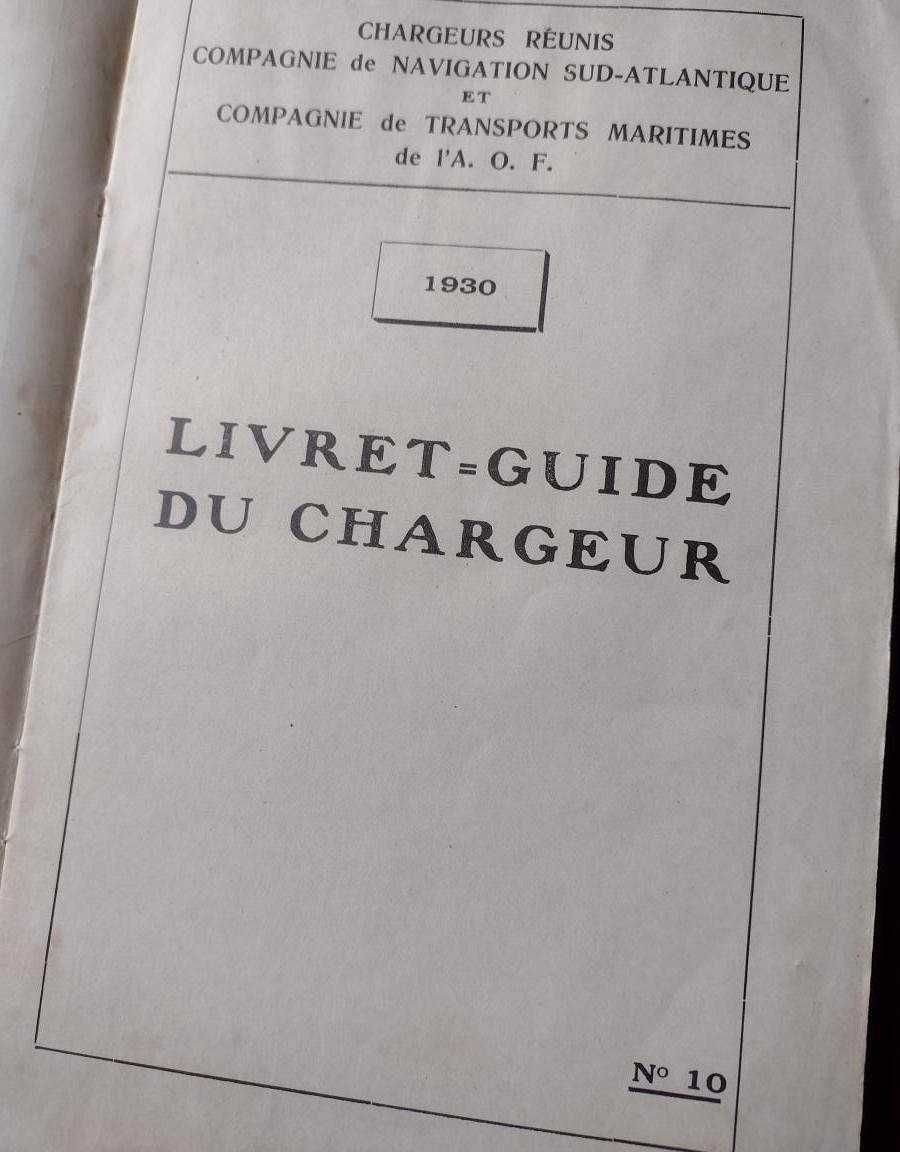 CHARGEURS RÉUNIS
COMPAGNIE de NAVIGATION SUD-ATLANTIQUE
ET
COMPAGNIE de TRANSPORTS MARITIMES
de l'A. O. F.
1930
LIVRET=GUIDE
DU CHARGEUR
Nº 10